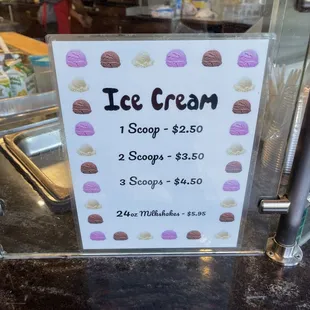 Ice Cream
1 Scoop - $2.50
2 Scoops - $3.50
3 Scoops - $4.50
24oz Milkshakes - $5.95